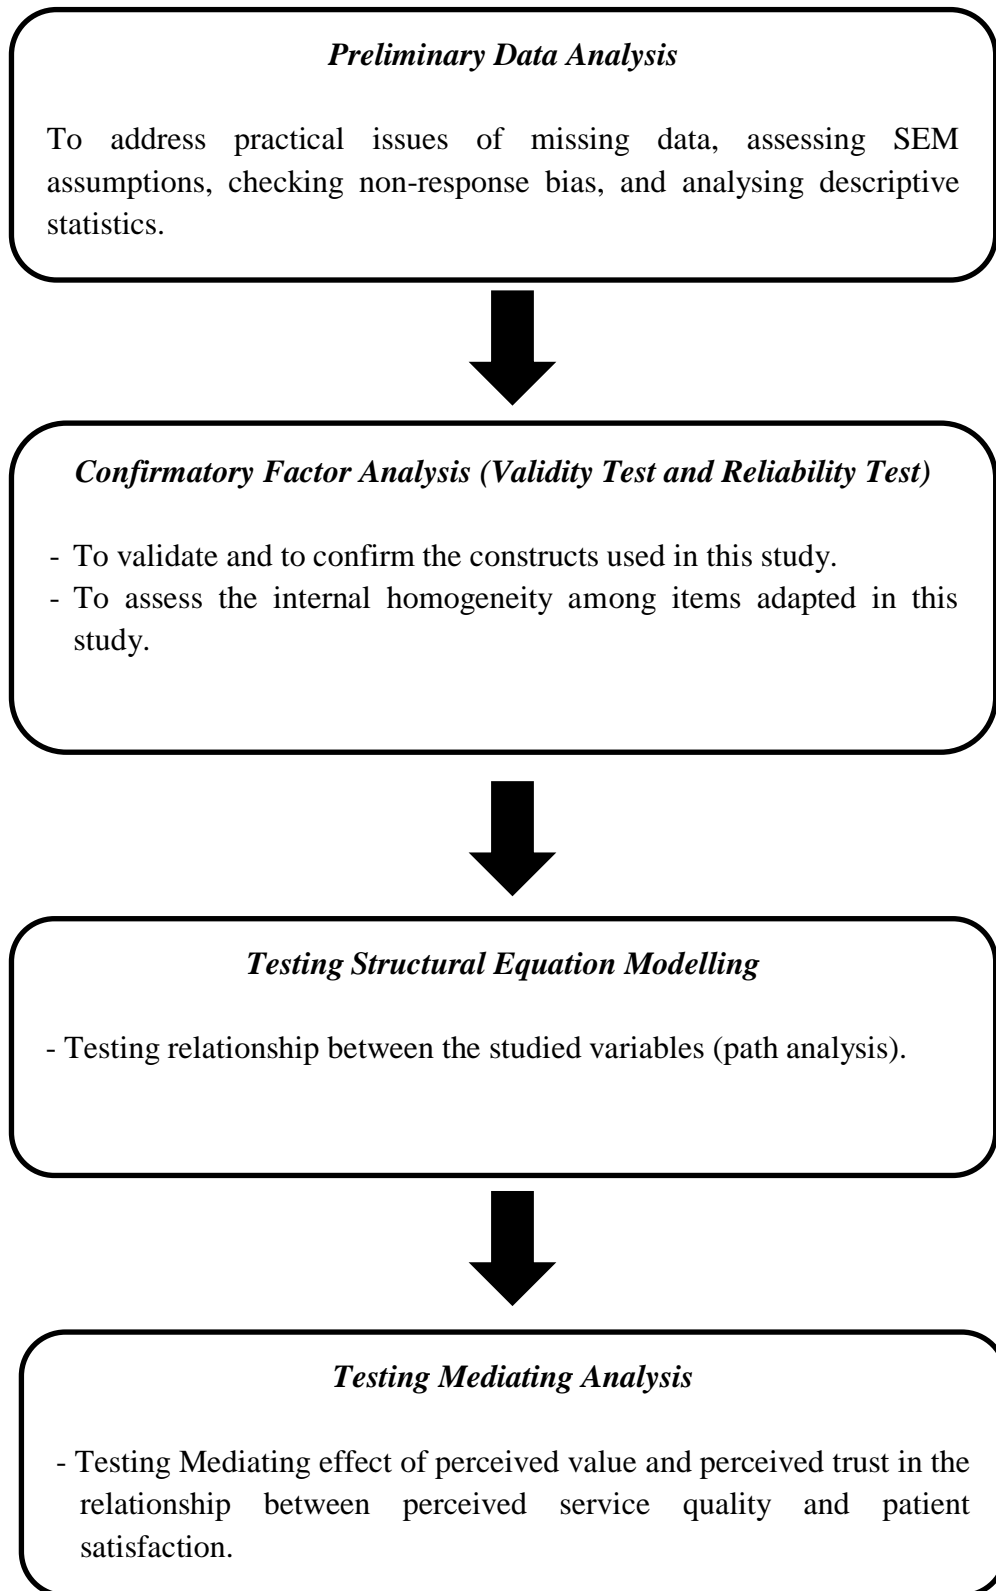 Preliminary Data Analysis
To address practical issues of missing data, assessing SEM
assumptions, checking non-response bias, and analysing descriptive
statistics.
Confirmatory Factor Analysis (Validity Test and Reliability Test)
- To validate and to confirm the constructs used in this study.
- To assess the internal homogeneity among items adapted in this
study.
Testing Structural Equation Modelling
- Testing relationship between the studied variables (path analysis).
Testing Mediating Analysis
- Testing Mediating effect of perceived value and perceived trust in the
relationship between perceived service quality and patient
satisfaction.